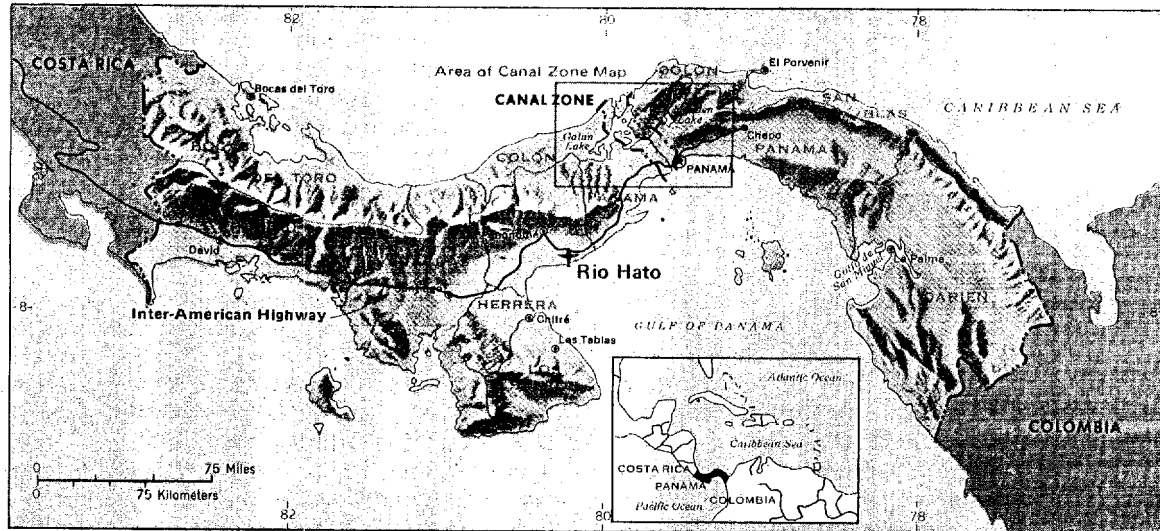 82
80
78
COSTA RICA
Bocas del Toro
Area of Canal Zone Map
COLON
El Porvenir
CANAL ZONE
SAN
BLAS
CARIBBEAN SEA
Gatun
Lake
Chepo
PANAMA
PANAMA
COLON
DEL TORO
David
Rio Hato
Golfo de
San Miguel
La Palma
DARIEN
8
8
Inter-American Highway
HERRERA
Chitré
GULF OF PANAMA
Las Tablas
Atlantic Ocean
Caribbean Sea
COSTA RICA
PANAMA
COLOMBIA
Pacific Ocean
COLOMBIA
0 75 Miles
0 75 Kilometers
82
80
78